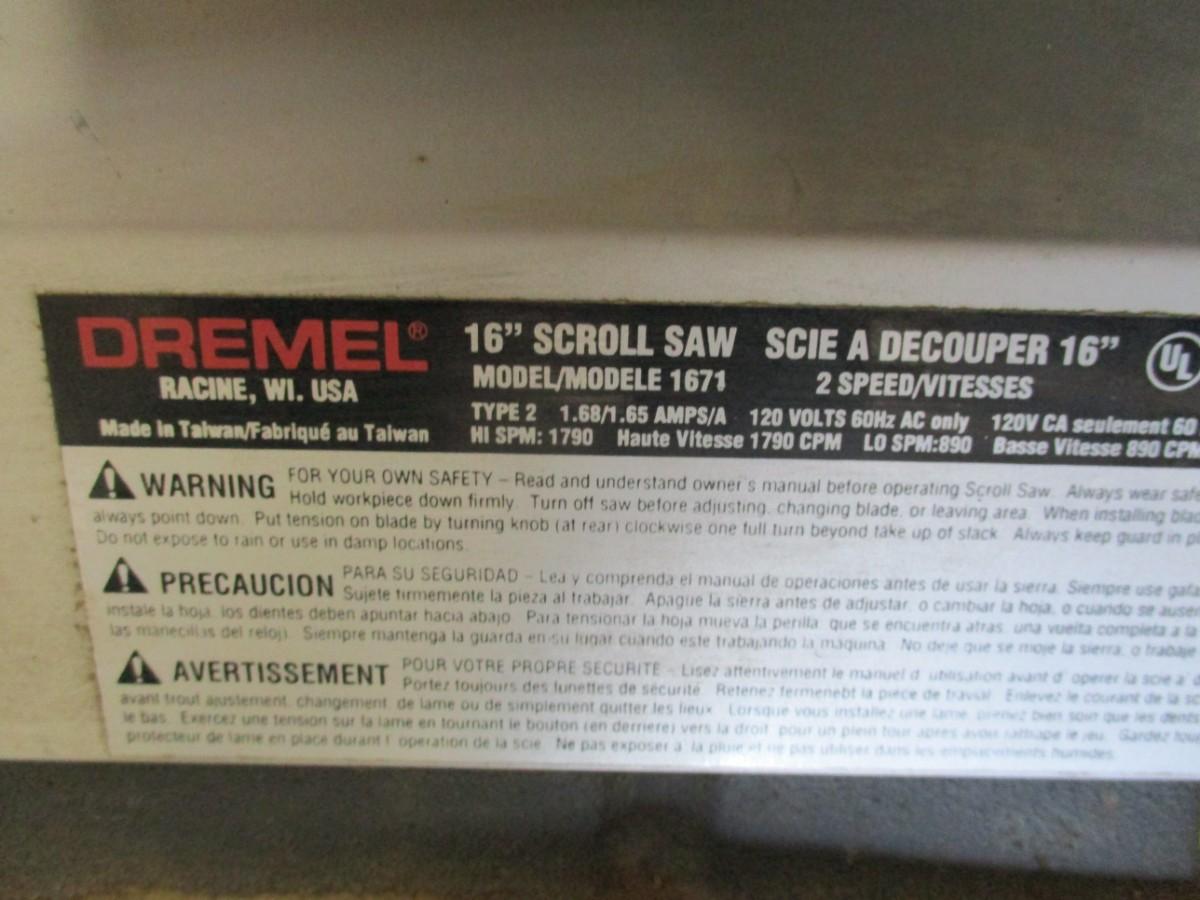 DREMEL® 16” SCROLL SAW SCIE A DECOUPER 16” UL
RACINE, WI. USA MODEL/MODELE 1671 2 SPEED/VITESSES
TYPE 2 1.68/1.65 AMPS/A 120 VOLTS 60Hz AC only 120V CA seulement 60
Made in Taiwan/Fabriqué au Taiwan HI SPM: 1790 Haute Vitesse 1790 CPM LO SPM:890 Basse Vitesse 890 CPM
WARNING FOR YOUR OWN SAFETY – Read and understand owner's manual before operating Scroll Saw. Always wear safe
Hold workpiece down firmly. Turn off saw before adjusting, changing blade, or leaving area. When installing blad
always point down. Put tension on blade by turning knob (at rear) clockwise one full turn beyond take up of slack. Always keep guard in pl
Do not expose to rain or use in damp locations.
PRECAUCION PARA SU SEGURIDAD – Lea y comprenda el manual de operaciones antes de usar la sierra. Siempre use gafa
Sujete firmemente la pieza al trabajar. Apague la sierra antes de adjustar, o cambiar la hoja, o cuando se ause
instale la hoja, los dientes deben apuntar hacia abajo. Para tensionar la hoja mueva la perilla, que se encuentra atras, una vuelta completa a la
las manecillas del reloj). Siempre mantenga la guarda en su lugar cuando este trabajando la maquina. No deje que se moje la sierra, o trabaje
AVERTISSEMENT POUR VOTRE PROPRE SECURITE – Lisez attentivement le manuel d' utilisation avant d' operer la scie a d
Portez toujours des lunettes de sécurité. Retenez fermenebt la pièce de travial. Enlevez le courant de la sc
avant trout ajustement, changement de lame ou de simplement quitter les lieux. Lorsque vous installez une lame, prenez bien soin que les dents
le bas. Exercez une tension sur la lame en tournant le bouton (en derriere) vers la droit pour un plein tour apres avoir rattrape le jeu. Gardez tou
protecteur de lame en place durant l' operation de la scie. Ne pas exposer a la pluie et ne pas utiliser dans les emplacements humides.